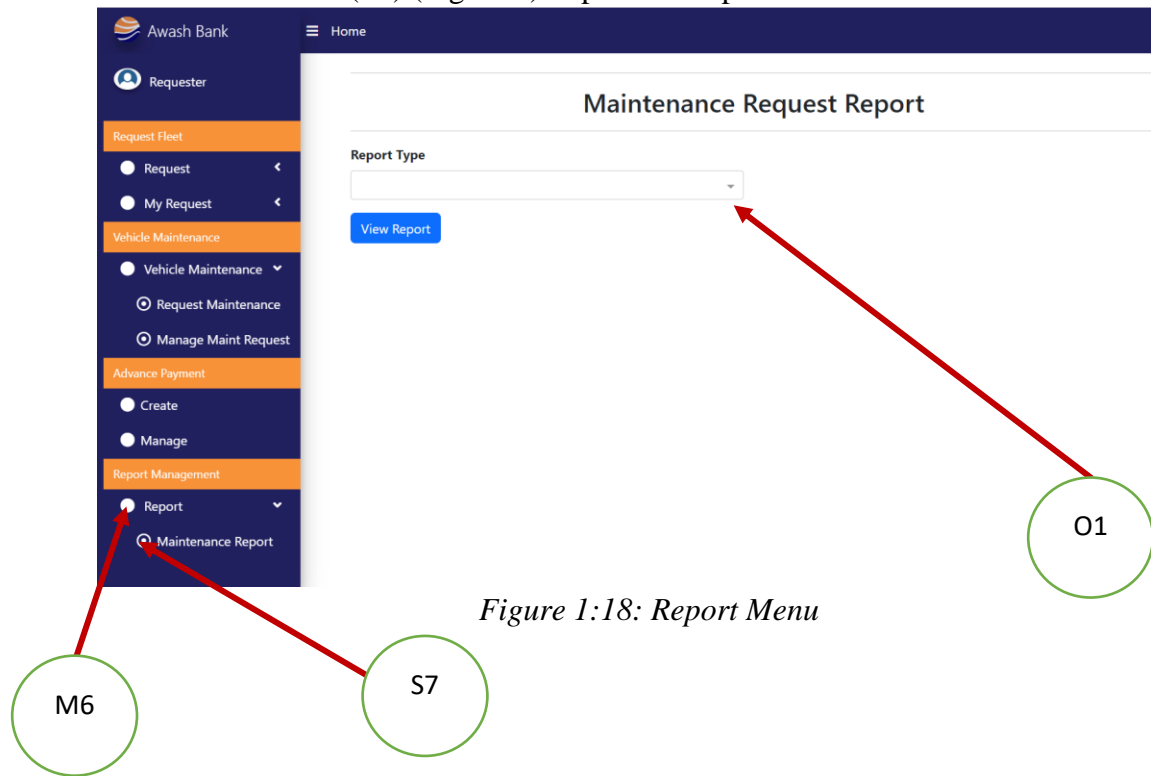 Awash Bank
Home
Requester
Maintenance Request Report
Request Fleet
Report Type
Request
My Request
View Report
Vehicle Maintenance
Vehicle Maintenance
Request Maintenance
Manage Maint Request
Advance Payment
Create
Manage
Report Management
Report
O1
Maintenance Report
Figure 1:18: Report Menu
S7
M6